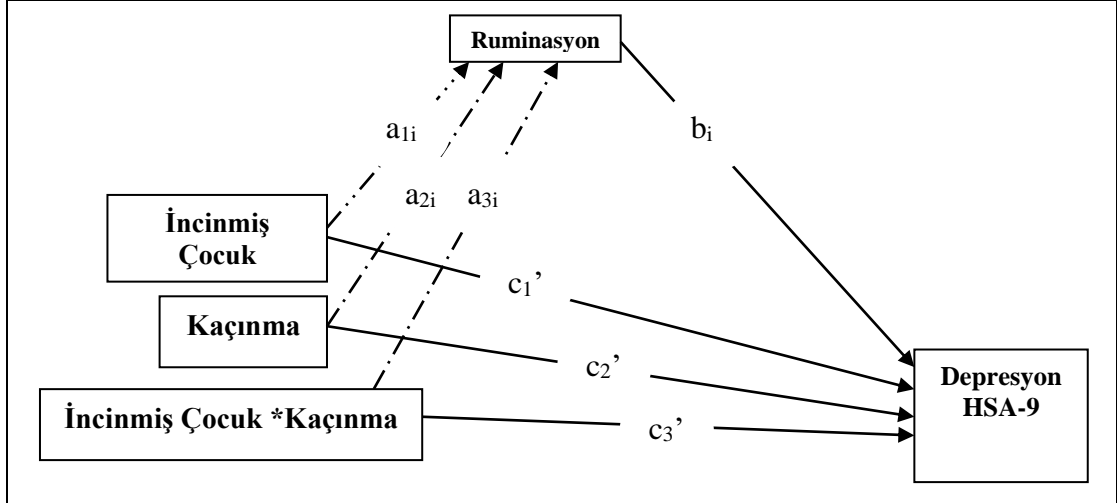 Ruminasyon
a1i
bi
a2i
a3i
İncinmiş
Çocuk
c1’
Kaçınma
c2’
Depresyon
HSA-9
İncinmiş Çocuk *Kaçınma
c3’